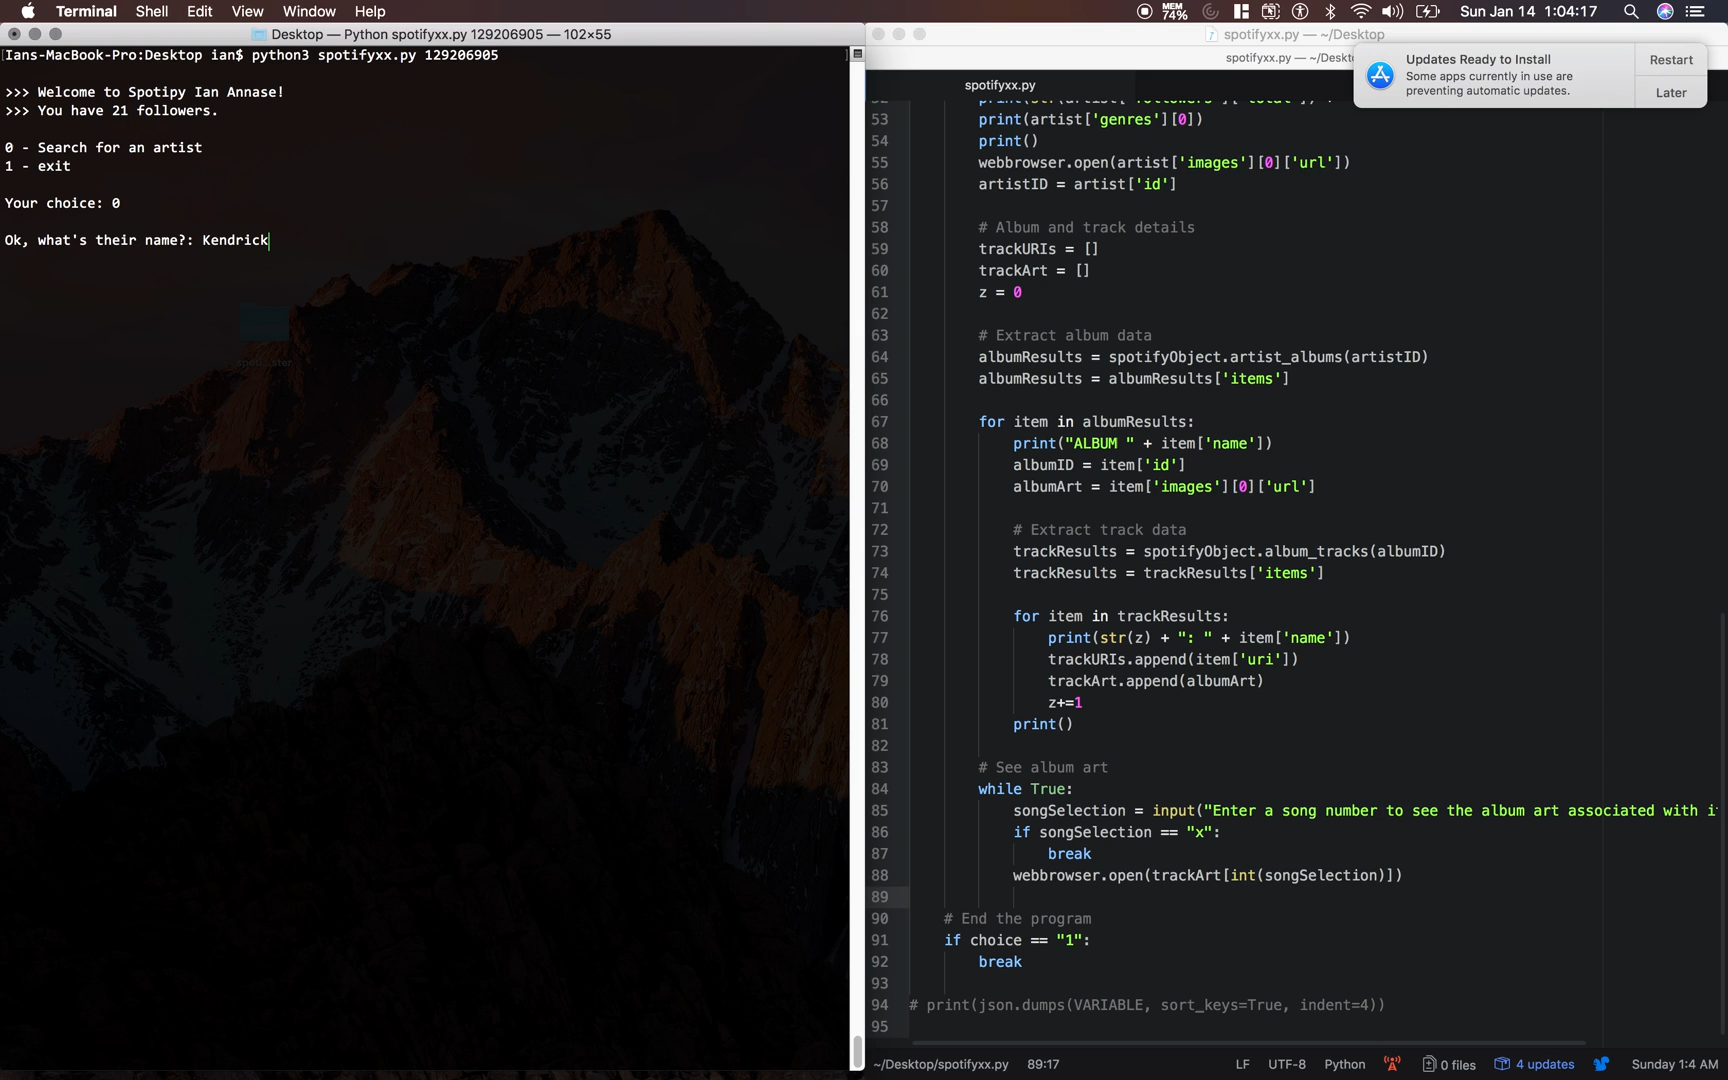 Terminal Shell Edit View Window Help
MEM 74% Sun Jan 14 1:04:17
Desktop — Python spotifyxx.py 129206905 — 102×55
Ians-MacBook-Pro:Desktop ian$ python3 spotifyxx.py 129206905
>>> Welcome to Spotipy Ian Annase!
>>> You have 21 followers.
0 - Search for an artist
1 - exit
Your choice: 0
Ok, what's their name?: Kendrick
spotifyxx.py — ~/Desktop
spotifyxx.py — ~/Deskto
Updates Ready to Install
Some apps currently in use are
preventing automatic updates.
Restart
Later
spotifyxx.py
53 print(artist['genres'][0])
54 print()
55 webbrowser.open(artist['images'][0]['url'])
56 artistID = artist['id']
57
58 # Album and track details
59 trackURIs = []
60 trackArt = []
61 z = 0
62
63 # Extract album data
64 albumResults = spotifyObject.artist_albums(artistID)
65 albumResults = albumResults['items']
66
67 for item in albumResults:
68 print("ALBUM " + item['name'])
69 albumID = item['id']
70 albumArt = item['images'][0]['url']
71
72 # Extract track data
73 trackResults = spotifyObject.album_tracks(albumID)
74 trackResults = trackResults['items']
75
76 for item in trackResults:
77 print(str(z) + ": " + item['name'])
78 trackURIs.append(item['uri'])
79 trackArt.append(albumArt)
80 z+=1
81 print()
82
83 # See album art
84 while True:
85 songSelection = input("Enter a song number to see the album art associated with i
86 if songSelection == "x":
87 break
88 webbrowser.open(trackArt[int(songSelection)])
89
90 # End the program
91 if choice == "1":
92 break
93
94 # print(json.dumps(VARIABLE, sort_keys=True, indent=4))
95
~/Desktop/spotifyxx.py 89:17 LF UTF-8 Python 0 files 4 updates Sunday 1:4 AM